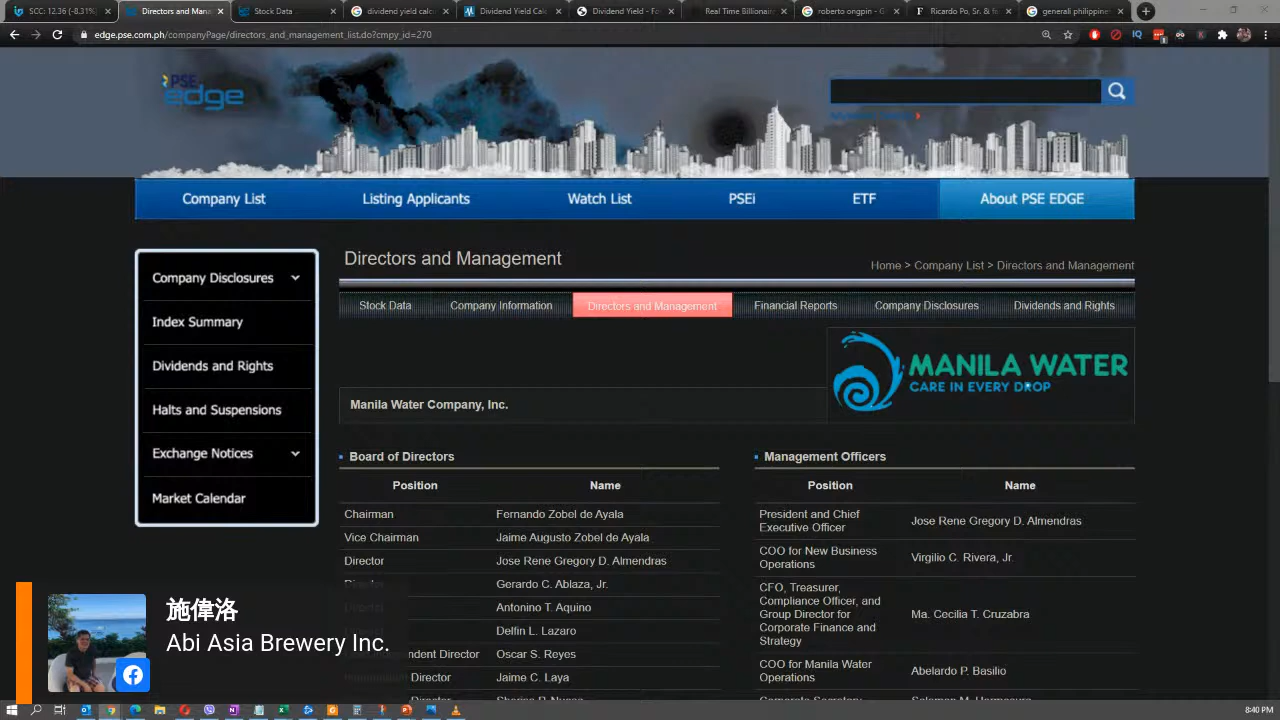 SCC: 12.36 (-8.31%)
Directors and Mana
Stock Data
dividend yield calc
Dividend Yield Calc
Dividend Yield - Fo
Real Time Billionaire
roberto ongpin - G
Ricardo Po, Sr. & f
generali philippine
edge.pse.com.ph/companyPage/directors_and_management_list.do?cmpy_id=270
PSE
edge
Company List
Listing Applicants
Watch List
PSEi
ETF
About PSE EDGE
Company Disclosures
Index Summary
Dividends and Rights
Halts and Suspensions
Exchange Notices
Market Calendar
Directors and Management
Home > Company List > Directors and Management
Stock Data
Company Information
Directors and Management
Financial Reports
Company Disclosures
Dividends and Rights
MANILA WATER
CARE IN EVERY DROP
Manila Water Company, Inc.
Board of Directors
Position Name
Chairman Fernando Zobel de Ayala
Vice Chairman Jaime Augusto Zobel de Ayala
Director Jose Rene Gregory D. Almendras
Director Gerardo C. Ablaza, Jr.
Director Antonino T. Aquino
Delfin L. Lazaro
ndent Director Oscar S. Reyes
Director Jaime C. Laya
Management Officers
Position Name
President and Chief
Executive Officer
Jose Rene Gregory D. Almendras
COO for New Business
Operations
Virgilio C. Rivera, Jr.
CFO, Treasurer,
Compliance Officer, and
Group Director for
Corporate Finance and
Strategy
Ma. Cecilia T. Cruzabra
COO for Manila Water
Operations
Abelardo P. Basilio
施偉洛
Abi Asia Brewery Inc.
8:40 PM